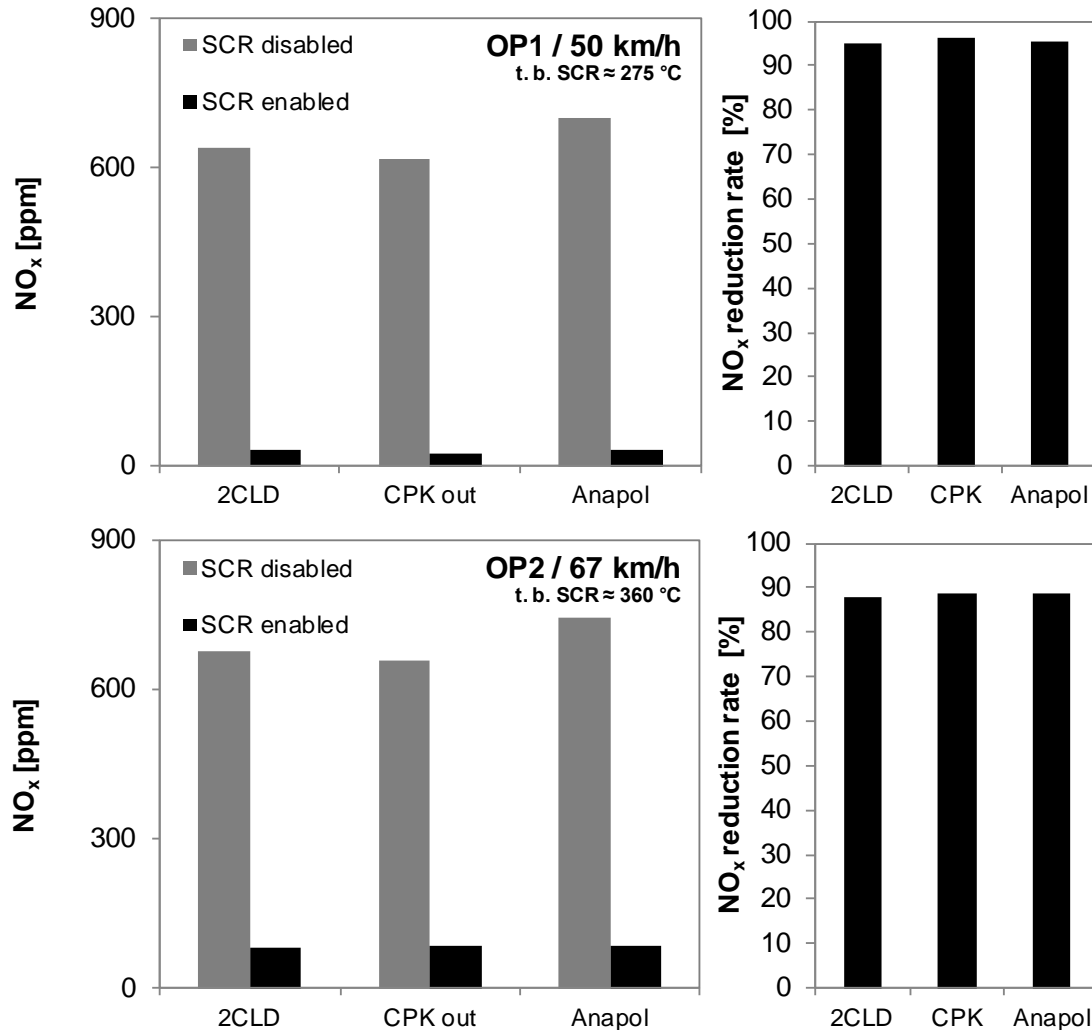 900
600
300
0
NOx [ppm]
SCR disabled
SCR enabled
OP1 / 50 km/h
t. b. SCR ≈ 275 °C
2CLD CPK out Anapol
100
90
80
70
60
50
40
30
20
10
0
NOx reduction rate [%]
2CLD CPK Anapol
900
600
300
0
NOx [ppm]
SCR disabled
SCR enabled
OP2 / 67 km/h
t. b. SCR ≈ 360 °C
2CLD CPK out Anapol
100
90
80
70
60
50
40
30
20
10
0
NOx reduction rate [%]
2CLD CPK Anapol